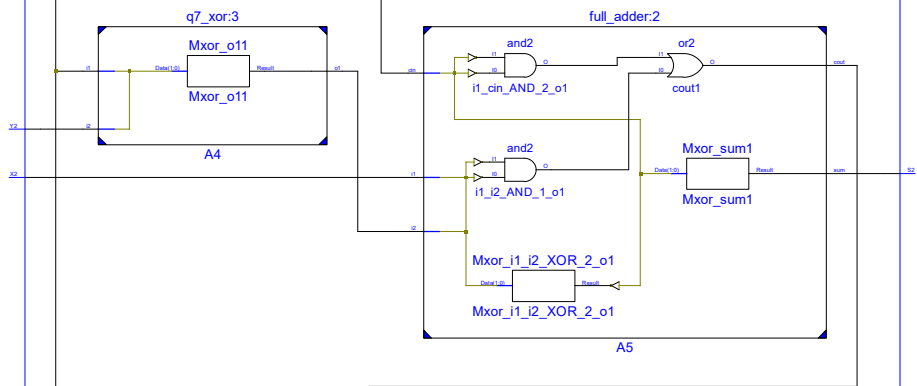 q7_xor:3
full_adder:2
Mxor_o11
i1
Data(1:0)
Result
o1
Mxor_o11
i2
Y2
A4
and2
or2
cin
I1
I0
O
i1_cin_AND_2_o1
I1
I0
O
cout
cout1
and2
I1
I0
O
i1_i2_AND_1_o1
X2
i1
i2
Mxor_sum1
Data(1:0)
Result
sum
S2
Mxor_sum1
Mxor_i1_i2_XOR_2_o1
Data(1:0)
Result
Mxor_i1_i2_XOR_2_o1
A5